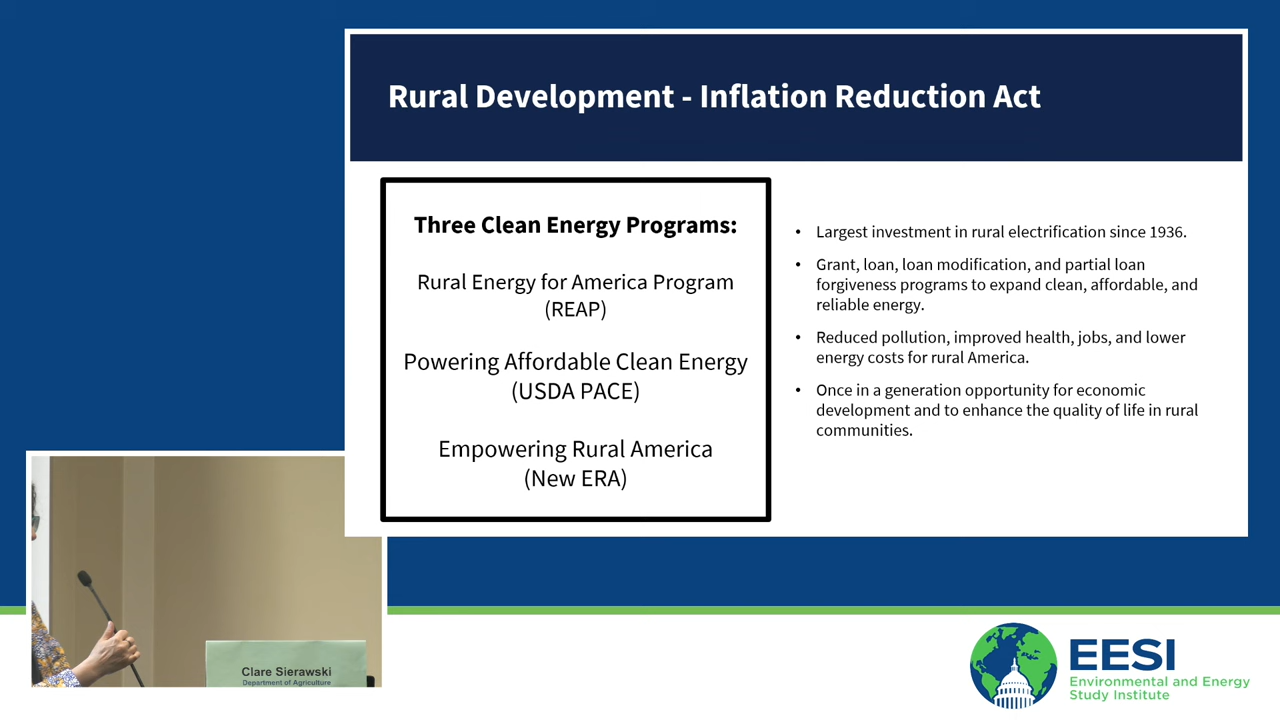 Rural Development - Inflation Reduction Act
Three Clean Energy Programs:
Rural Energy for America Program
(REAP)
Powering Affordable Clean Energy
(USDA PACE)
Empowering Rural America
(New ERA)
• Largest investment in rural electrification since 1936.
• Grant, loan, loan modification, and partial loan
forgiveness programs to expand clean, affordable, and
reliable energy.
• Reduced pollution, improved health, jobs, and lower
energy costs for rural America.
• Once in a generation opportunity for economic
development and to enhance the quality of life in rural
communities.
Clare Sierawski
Department of Agriculture
EESI
Environmental and Energy
Study Institute